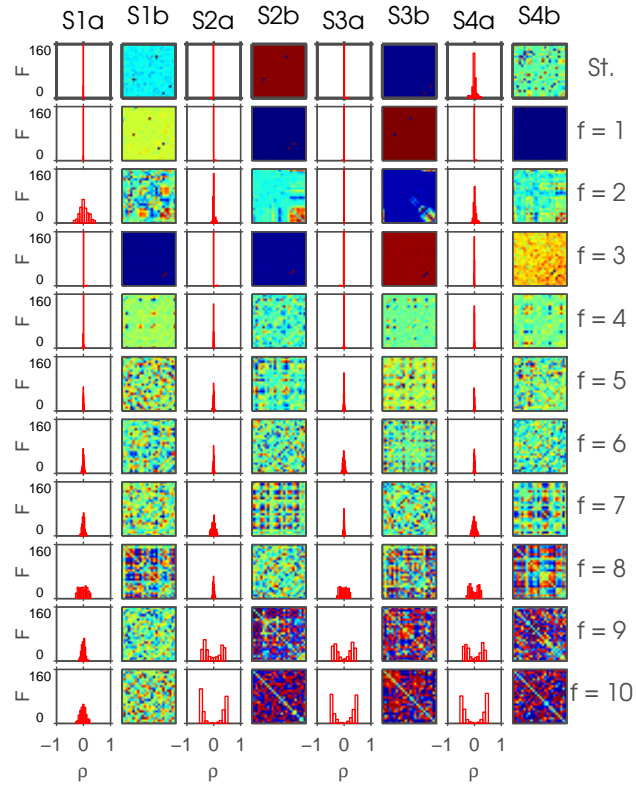 S1a S1b S2a S2b S3a S3b S4a S4b
160 F 0 St.
160 F 0 f = 1
160 F 0 f = 2
160 F 0 f = 3
160 F 0 f = 4
160 F 0 f = 5
160 F 0 f = 6
160 F 0 f = 7
160 F 0 f = 8
160 F 0 f = 9
160 F 0 f = 10
−1 0 1 −1 0 1 −1 0 1 −1 0 1
ρ ρ ρ ρ